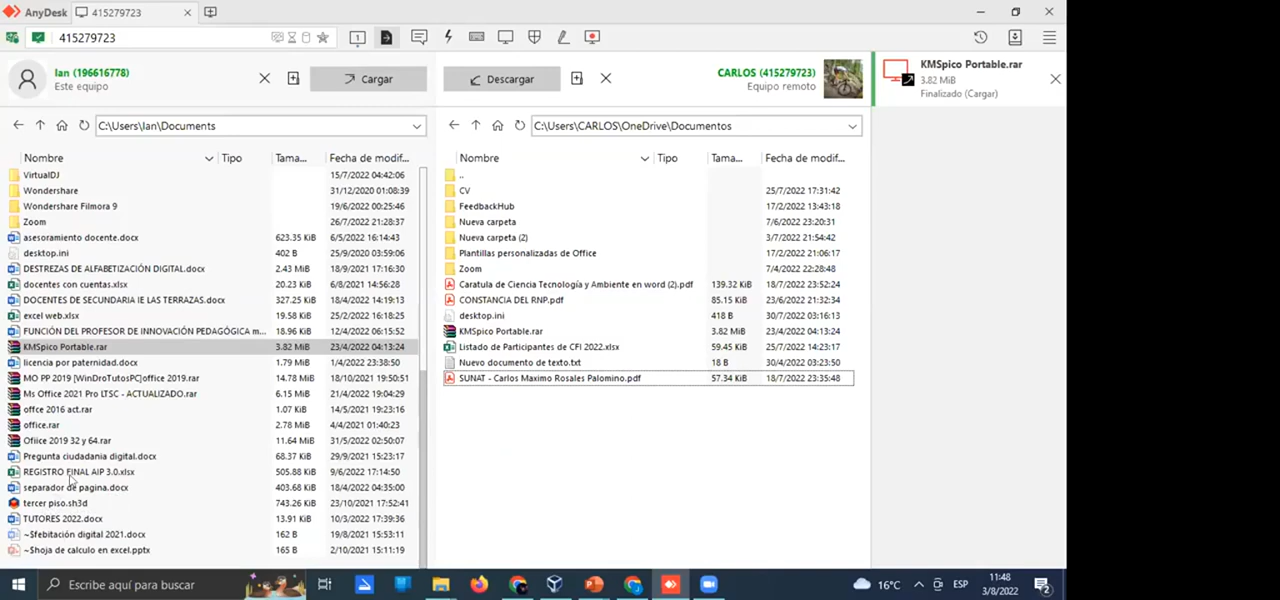 AnyDesk 415279723
415279723
Ian (196616778)
Este equipo
Cargar
Descargar
CARLOS (415279723)
Equipo remoto
KMSpico Portable.rar
3.82 MiB
Finalizado (Cargar)
C:\Users\Ian\Documents
C:\Users\CARLOS\OneDrive\Documentos
Nombre Tipo Tama... Fecha de modif...
VirtualDJ 15/7/2022 04:42:06
Wondershare 31/12/2020 01:08:39
Wondershare Filmora 9 19/6/2022 00:25:46
Zoom 26/7/2022 21:28:37
asesoramiento docente.docx 623.35 KiB 6/5/2022 16:14:43
desktop.ini 402 B 25/9/2020 03:59:06
DESTREZAS DE ALFABETIZACIÓN DIGITAL.docx 2.43 MiB 18/9/2021 17:16:30
docentes con cuentas.xlsx 20.23 KiB 6/8/2021 14:56:28
DOCENTES DE SECUNDARIA IE LAS TERRAZAS.docx 327.25 KiB 18/4/2022 14:19:13
excel web.xlsx 19.58 KiB 25/2/2022 16:18:25
FUNCIÓN DEL PROFESOR DE INNOVACIÓN PEDAGÓGICA m... 18.96 KiB 12/4/2022 06:15:52
KMSpico Portable.rar 3.82 MiB 23/4/2022 04:13:24
licencia por paternidad.docx 1.79 MiB 1/4/2022 23:38:50
MO PP 2019 [WinDroTutosPC]office 2019.rar 14.78 MiB 18/10/2021 19:50:51
Ms Office 2021 Pro LTSC - ACTUALIZADO.rar 6.15 MiB 21/4/2022 19:04:29
offce 2016 act.rar 1.07 KiB 14/5/2021 19:23:16
office.rar 2.78 MiB 4/4/2021 01:40:23
Ofiice 2019 32 y 64.rar 11.64 MiB 31/5/2022 02:50:07
Pregunta ciudadania digital.docx 68.37 KiB 29/9/2021 15:23:17
REGISTRO FINAL AIP 3.0.xlsx 505.88 KiB 9/6/2022 17:14:50
separador de pagina.docx 403.68 KiB 18/4/2022 04:35:00
tercer piso.sh3d 743.26 KiB 23/10/2021 17:52:41
TUTORES 2022.docx 13.91 KiB 10/3/2022 17:39:36
~$febitación digital 2021.docx 162 B 19/8/2021 15:53:11
~$hoja de calculo en excel.pptx 165 B 2/10/2021 15:11:19
Nombre Tipo Tama... Fecha de modif...
..
CV 25/7/2022 17:31:42
FeedbackHub 17/2/2022 13:43:18
Nueva carpeta 7/6/2022 23:20:31
Nueva carpeta (2) 3/7/2022 21:54:42
Plantillas personalizadas de Office 17/2/2022 21:06:17
Zoom 7/4/2022 22:28:48
Caratula de Ciencia Tecnología y Ambiente en word (2).pdf 139.32 KiB 18/7/2022 23:52:24
CONSTANCIA DEL RNP.pdf 85.15 KiB 23/6/2022 21:32:34
desktop.ini 418 B 30/7/2022 03:16:13
KMSpico Portable.rar 3.82 MiB 23/4/2022 04:13:24
Listado de Participantes de CFI 2022.xlsx 59.45 KiB 25/7/2022 14:23:17
Nuevo documento de texto.txt 18 B 30/4/2022 03:23:50
SUNAT - Carlos Maximo Rosales Palomino.pdf 57.34 KiB 18/7/2022 23:35:48
Escribe aquí para buscar
16°C ESP 11:48
3/8/2022
2